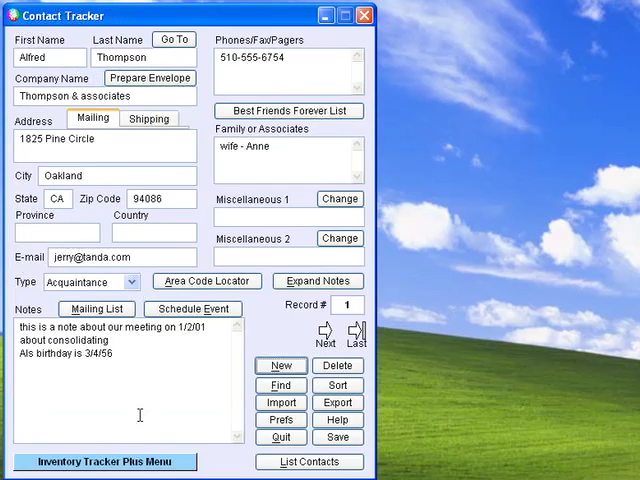 Contact Tracker
First Name
Last Name
Go To
Alfred
Thompson
Company Name
Prepare Envelope
Thompson & associates
Address
Mailing
Shipping
1825 Pine Circle
City
Oakland
State
CA
Zip Code
94086
Province
Country
E-mail
jerry@tanda.com
Type
Acquaintance
Area Code Locator
Expand Notes
Phones/Fax/Pagers
510-555-6754
Best Friends Forever List
Family or Associates
wife - Anne
Miscellaneous 1
Change
Miscellaneous 2
Change
Notes
Mailing List
Schedule Event
Record #
1
this is a note about our meeting on 1/2/01
about consolidating
Als birthday is 3/4/56
Next
Last
New
Delete
Find
Sort
Import
Export
Prefs
Help
Quit
Save
Inventory Tracker Plus Menu
List Contacts